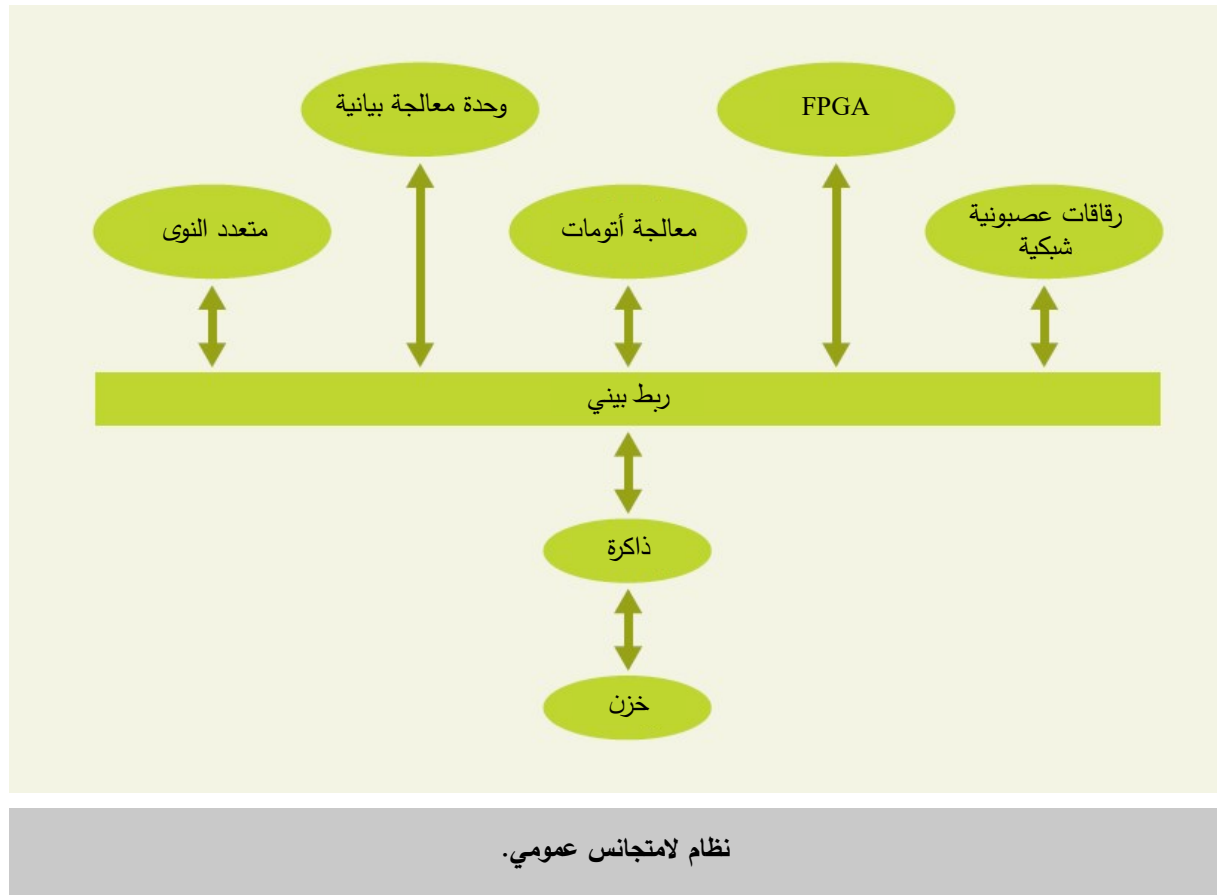 وحدة معالجة بيانية
FPGA
متعدد النوى
معالجة أتومات
رقاقات عصبونية
شبكية
ربط بيني
ذاكرة
خزن
نظام لامتجانس عمومي.